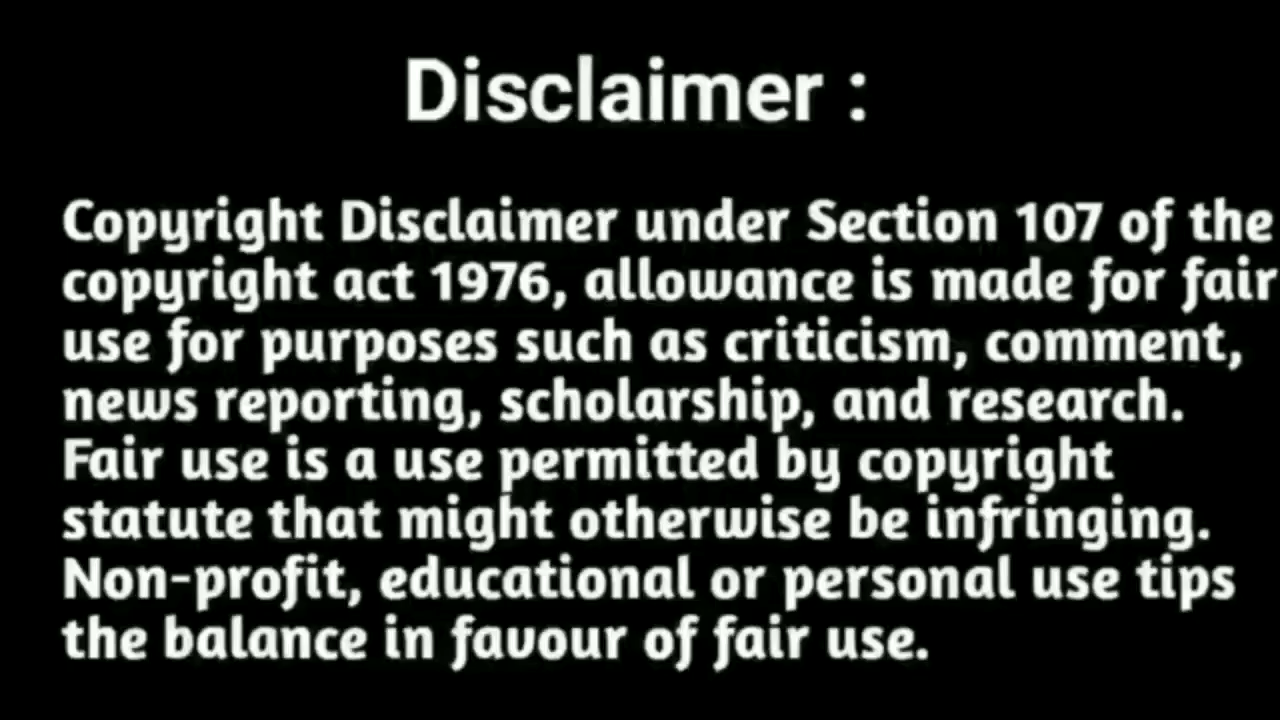 Disclaimer :
Copyright Disclaimer under Section 107 of the
copyright act 1976, allowance is made for fair
use for purposes such as criticism, comment,
news reporting, scholarship, and research.
Fair use is a use permitted by copyright
statute that might otherwise be infringing.
Non-profit, educational or personal use tips
the balance in favour of fair use.